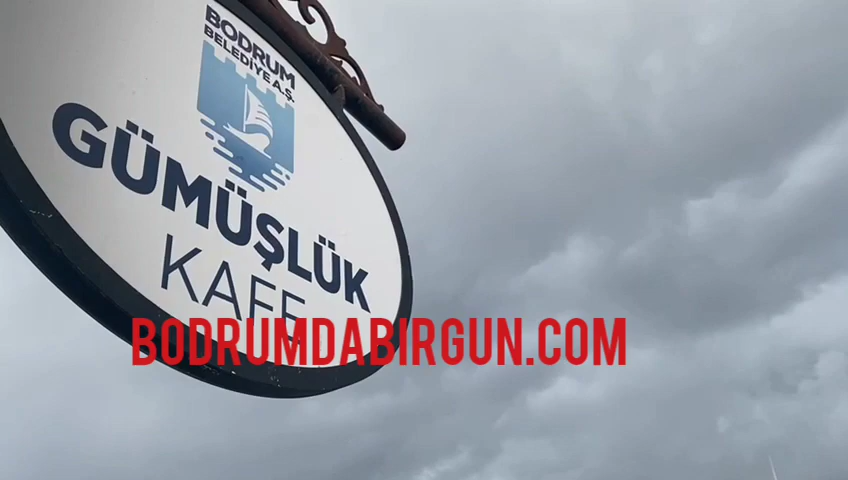 BODRUM
BELEDİYE A.Ş.
GÜMÜŞLÜK
KAFE
BODRUMDABIRGUN.COM